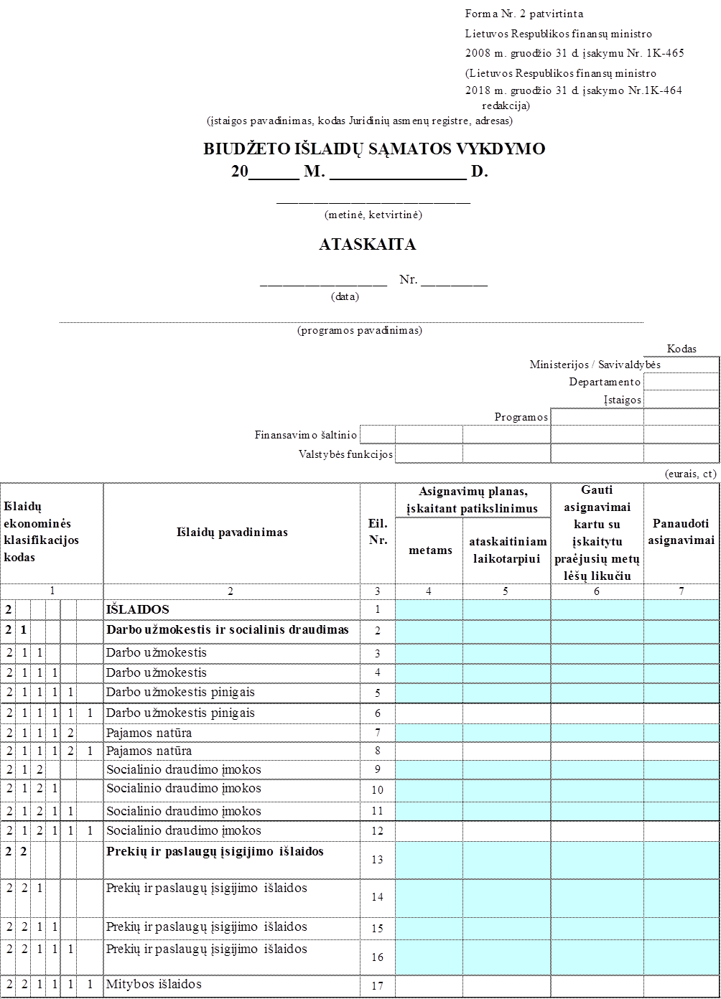 Forma Nr. 2 patvirtinta
Lietuvos Respublikos finansų ministro
2008 m. gruodžio 31 d. įsakymu Nr. 1K-465
(Lietuvos Respublikos finansų ministro
2018 m. gruodžio 31 d. įsakymo Nr.1K-464
redakcija)
(įstaigos pavadinimas, kodas Juridinių asmenų registre, adresas)
BIUDŽETO IŠLAIDŲ SĄMATOS VYKDYMO
20______ M. ________________ D.
___________________________
(metinė, ketvirtinė)
ATASKAITA
_________________ Nr. _________
(data)
(programos pavadinimas)
Kodas
Ministerijos / Savivaldybės
Departamento
Įstaigos
Programos
Finansavimo šaltinio
Valstybės funkcijos
(eurais, ct)
Išlaidų ekonominės klasifikacijos kodas Išlaidų pavadinimas Eil. Nr. Asignavimų planas, įskaitant patikslinimus metams ataskaitiniam laikotarpiui Gauti asignavimai kartu su įskaitytu praėjusių metų lėšų likučiu Panaudoti asignavimai
1 2 3 4 5 6 7
2 IŠLAIDOS 1
2 1 Darbo užmokestis ir socialinis draudimas 2
2 1 1 Darbo užmokestis 3
2 1 1 1 Darbo užmokestis 4
2 1 1 1 1 Darbo užmokestis pinigais 5
2 1 1 1 1 1 Darbo užmokestis pinigais 6
2 1 1 1 2 Pajamos natūra 7
2 1 1 1 2 1 Pajamos natūra 8
2 1 2 Socialinio draudimo įmokos 9
2 1 2 1 Socialinio draudimo įmokos 10
2 1 2 1 1 Socialinio draudimo įmokos 11
2 1 2 1 1 1 Socialinio draudimo įmokos 12
2 2 Prekių ir paslaugų įsigijimo išlaidos 13
2 2 1 Prekių ir paslaugų įsigijimo išlaidos 14
2 2 1 1 Prekių ir paslaugų įsigijimo išlaidos 15
2 2 1 1 1 Prekių ir paslaugų įsigijimo išlaidos 16
2 2 1 1 1 1 Mitybos išlaidos 17